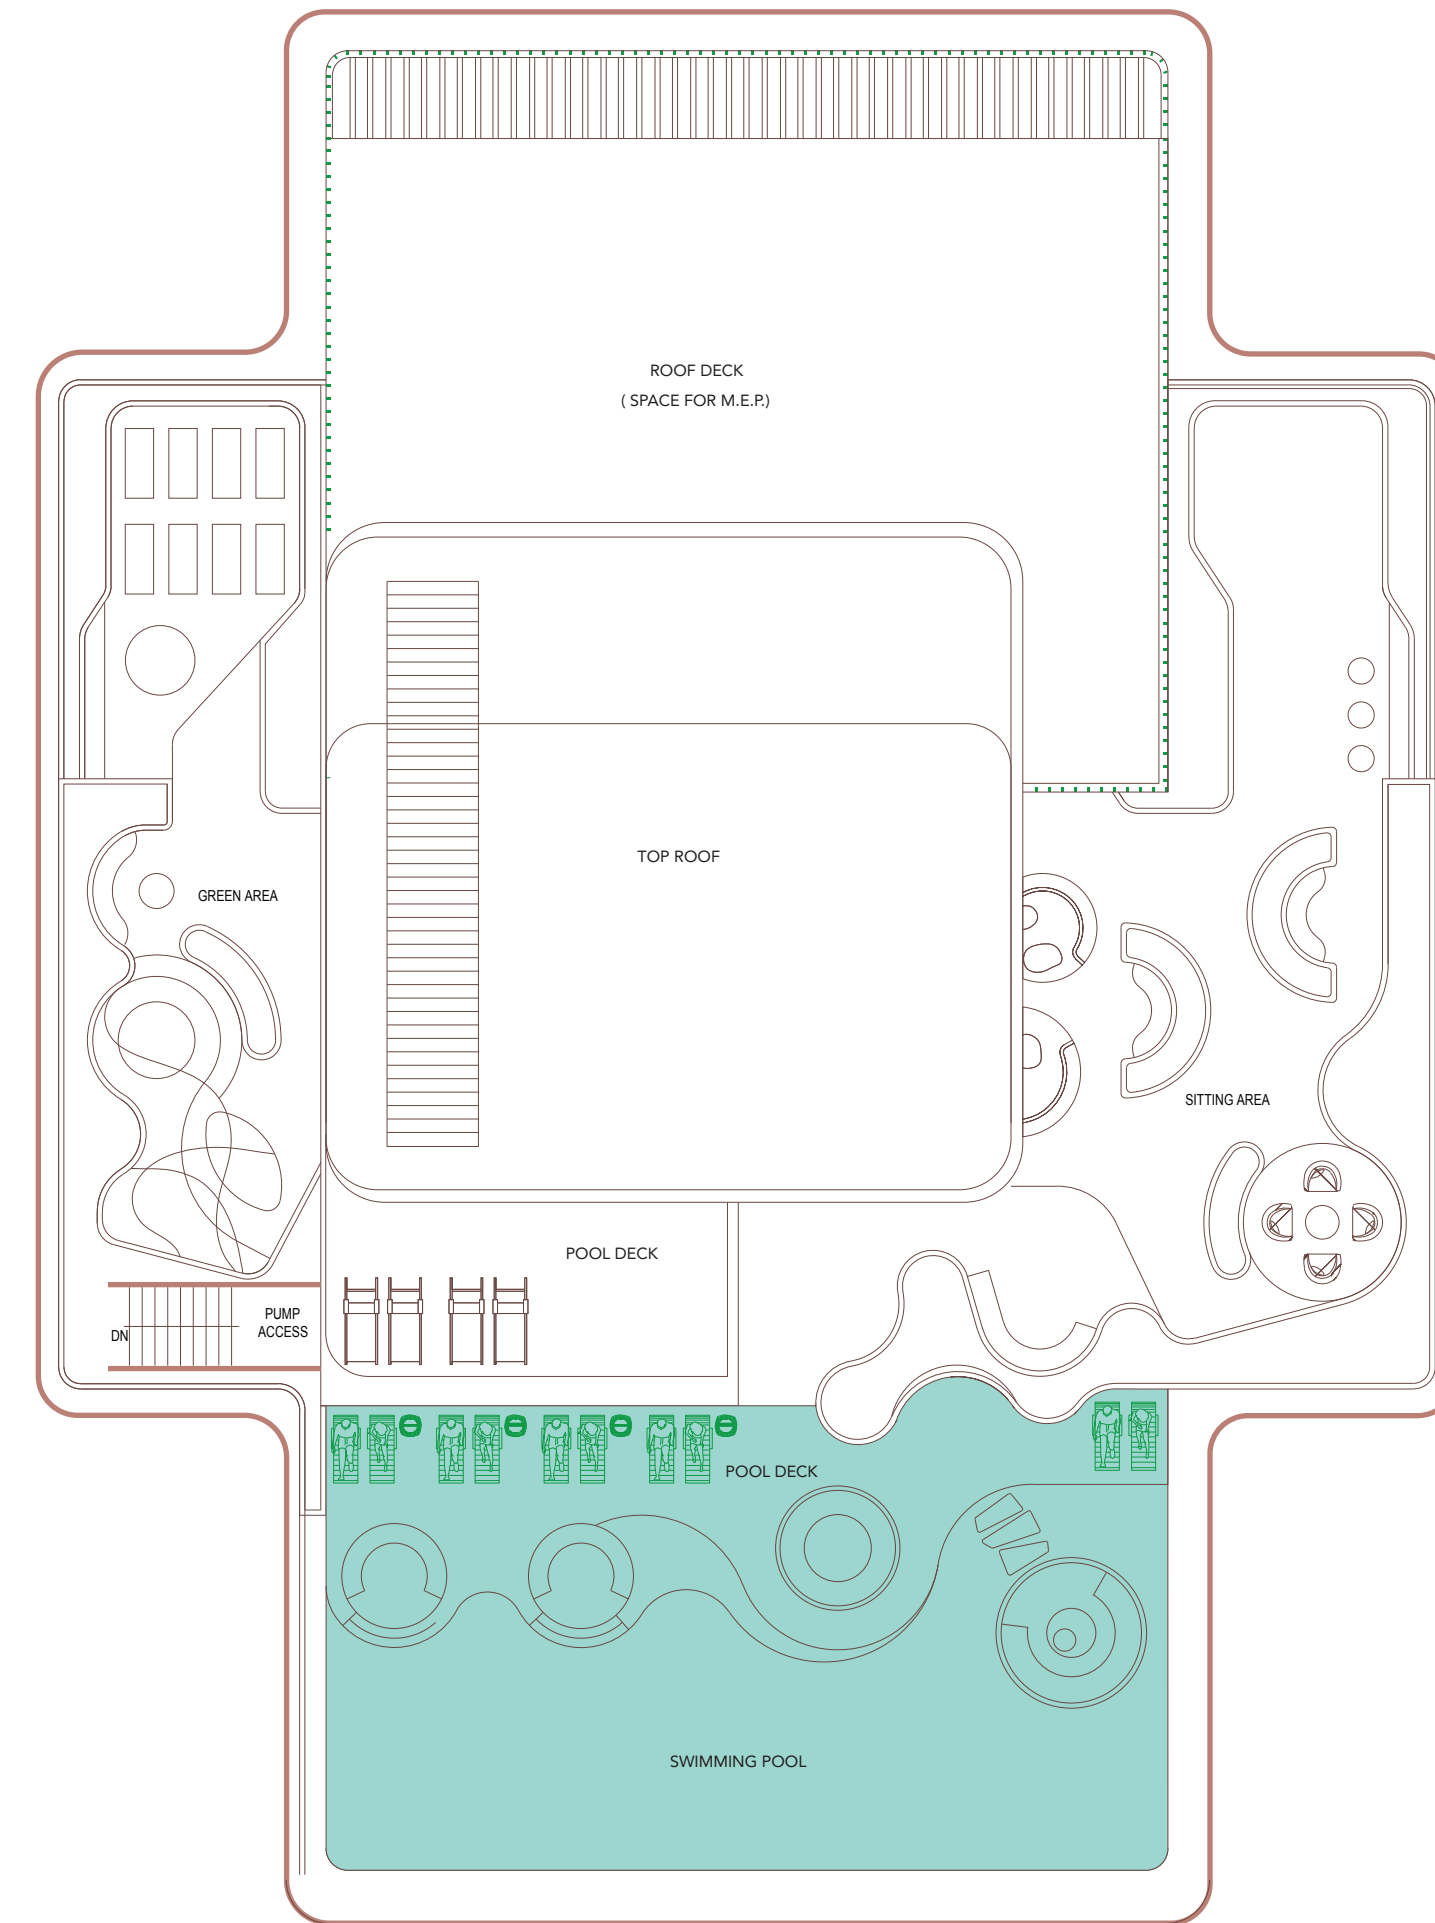 ROOF DECK
( SPACE FOR M.E.P.)
TOP ROOF
GREEN AREA
SITTING AREA
POOL DECK
PUMP
ACCESS
DN
POOL DECK
SWIMMING POOL